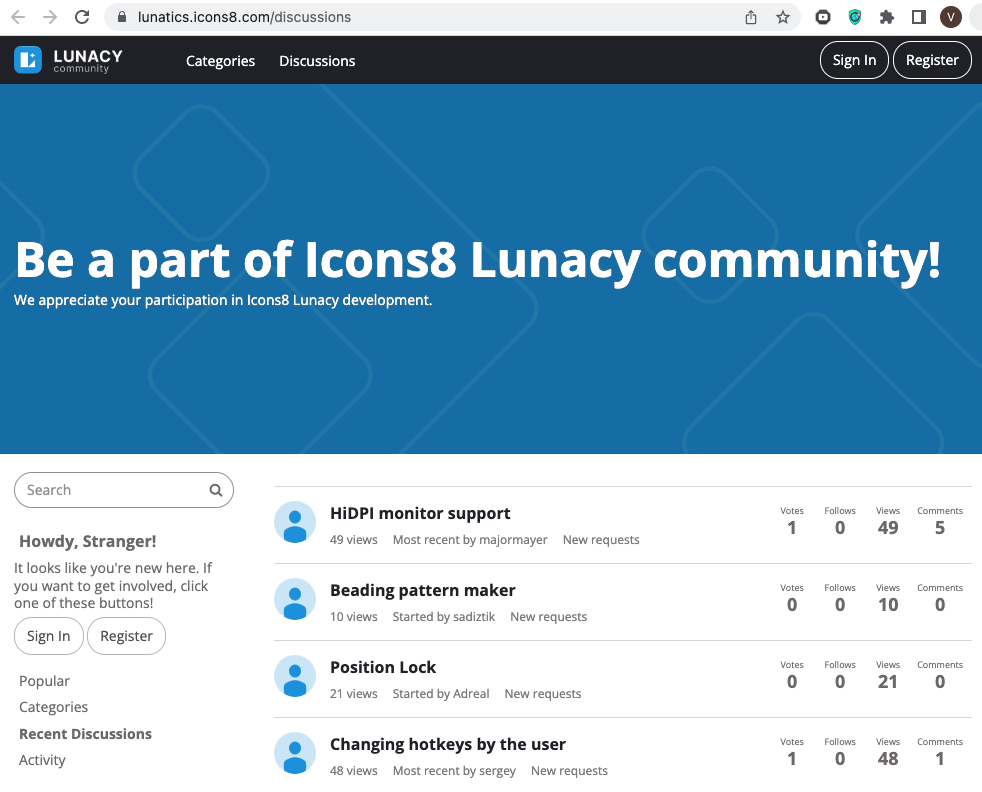 lunatics.icons8.com/discussions
V
LUNACY
community
Categories
Discussions
Sign In
Register
Be a part of Icons8 Lunacy community!
We appreciate your participation in Icons8 Lunacy development.
Search
Howdy, Stranger!
It looks like you're new here. If
you want to get involved, click
one of these buttons!
Sign In
Register
Popular
Categories
Recent Discussions
Activity
HiDPI monitor support
49 views Most recent by majormayer New requests
Votes Follows Views Comments
1 0 49 5
Beading pattern maker
10 views Started by sadiztik New requests
Votes Follows Views Comments
0 0 10 0
Position Lock
21 views Started by Adreal New requests
Votes Follows Views Comments
0 0 21 0
Changing hotkeys by the user
48 views Most recent by sergey New requests
Votes Follows Views Comments
1 0 48 1